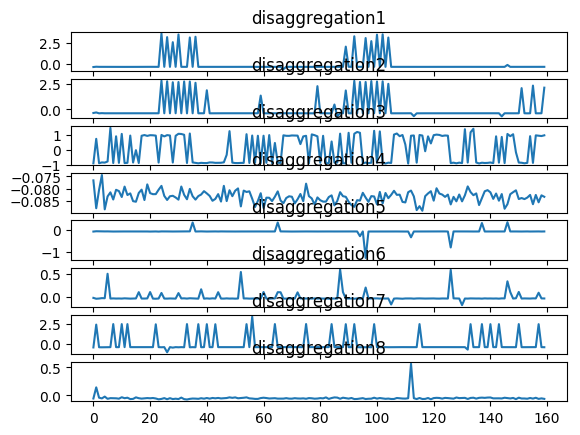 disaggregation1
2.5
0.0
disaggregation2
2.5
0.0
disaggregation3
1
0
−1
disaggregation4
−0.075
−0.080
−0.085
disaggregation5
0
−1
disaggregation6
0.5
0.0
disaggregation7
2.5
0.0
disaggregation8
0.5
0.0
0 20 40 60 80 100 120 140 160